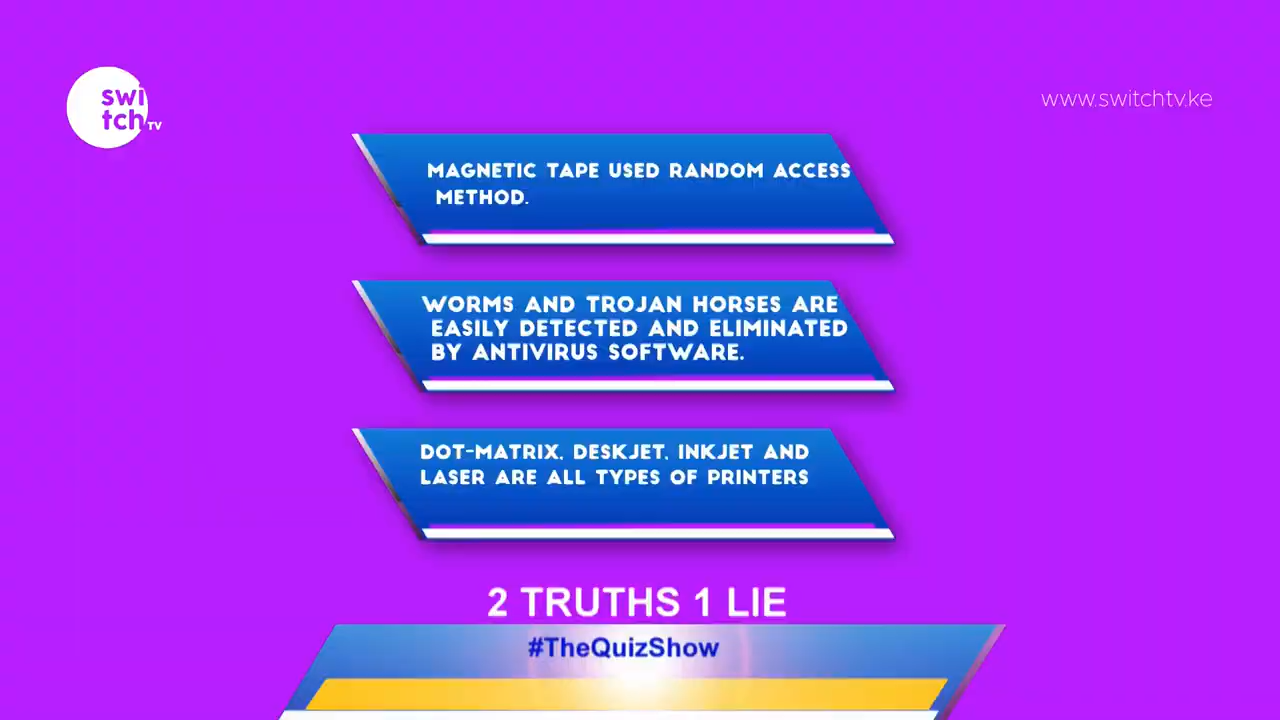 swi
tch TV
www.switchtv.ke
MAGNETIC TAPE USED RANDOM ACCESS
METHOD.
WORMS AND TROJAN HORSES ARE
EASILY DETECTED AND ELIMINATED
BY ANTIVIRUS SOFTWARE.
DOT-MATRIX, DESKJET, INKJET AND
LASER ARE ALL TYPES OF PRINTERS
2 TRUTHS 1 LIE
#TheQuizShow